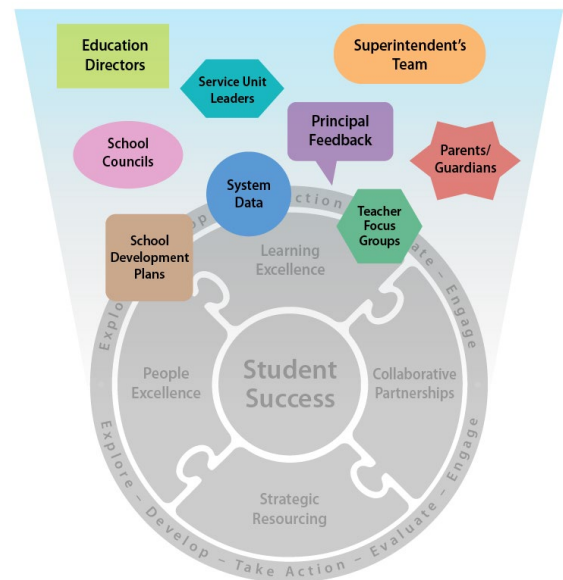 Education
Directors
Superintendent's
Team
Service Unit
Leaders
Principal
Feedback
School
Councils
Parents/
Guardians
System
Data
Teacher
Focus
Groups
School
Development
Plans
Learning
Excellence
People
Excellence
Student
Success
Collaborative
Partnerships
Strategic
Resourcing
Engage
Explore – Develop – Take Action – Evaluate – Engage